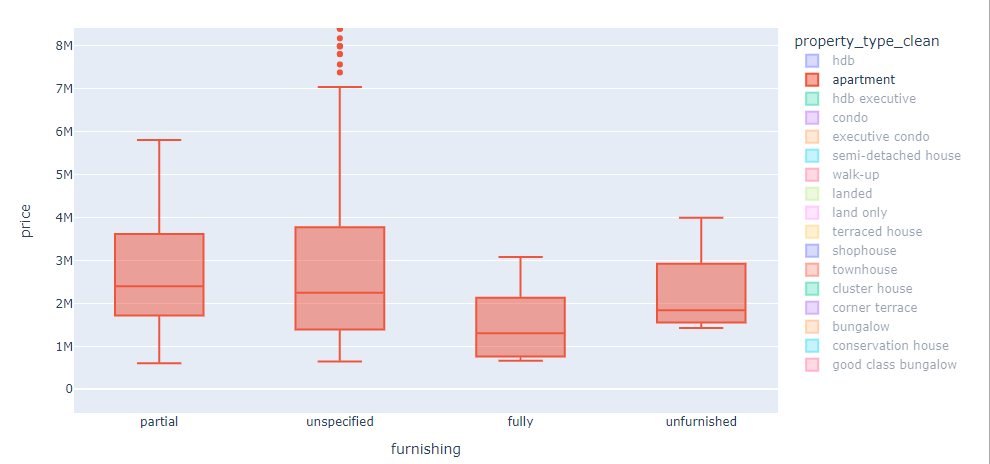 property_type_clean
hdb
apartment
hdb executive
condo
executive condo
semi-detached house
walk-up
landed
land only
terraced house
shophouse
townhouse
cluster house
corner terrace
bungalow
conservation house
good class bungalow
price
8M
7M
6M
5M
4M
3M
2M
1M
0
partial unspecified fully unfurnished
furnishing